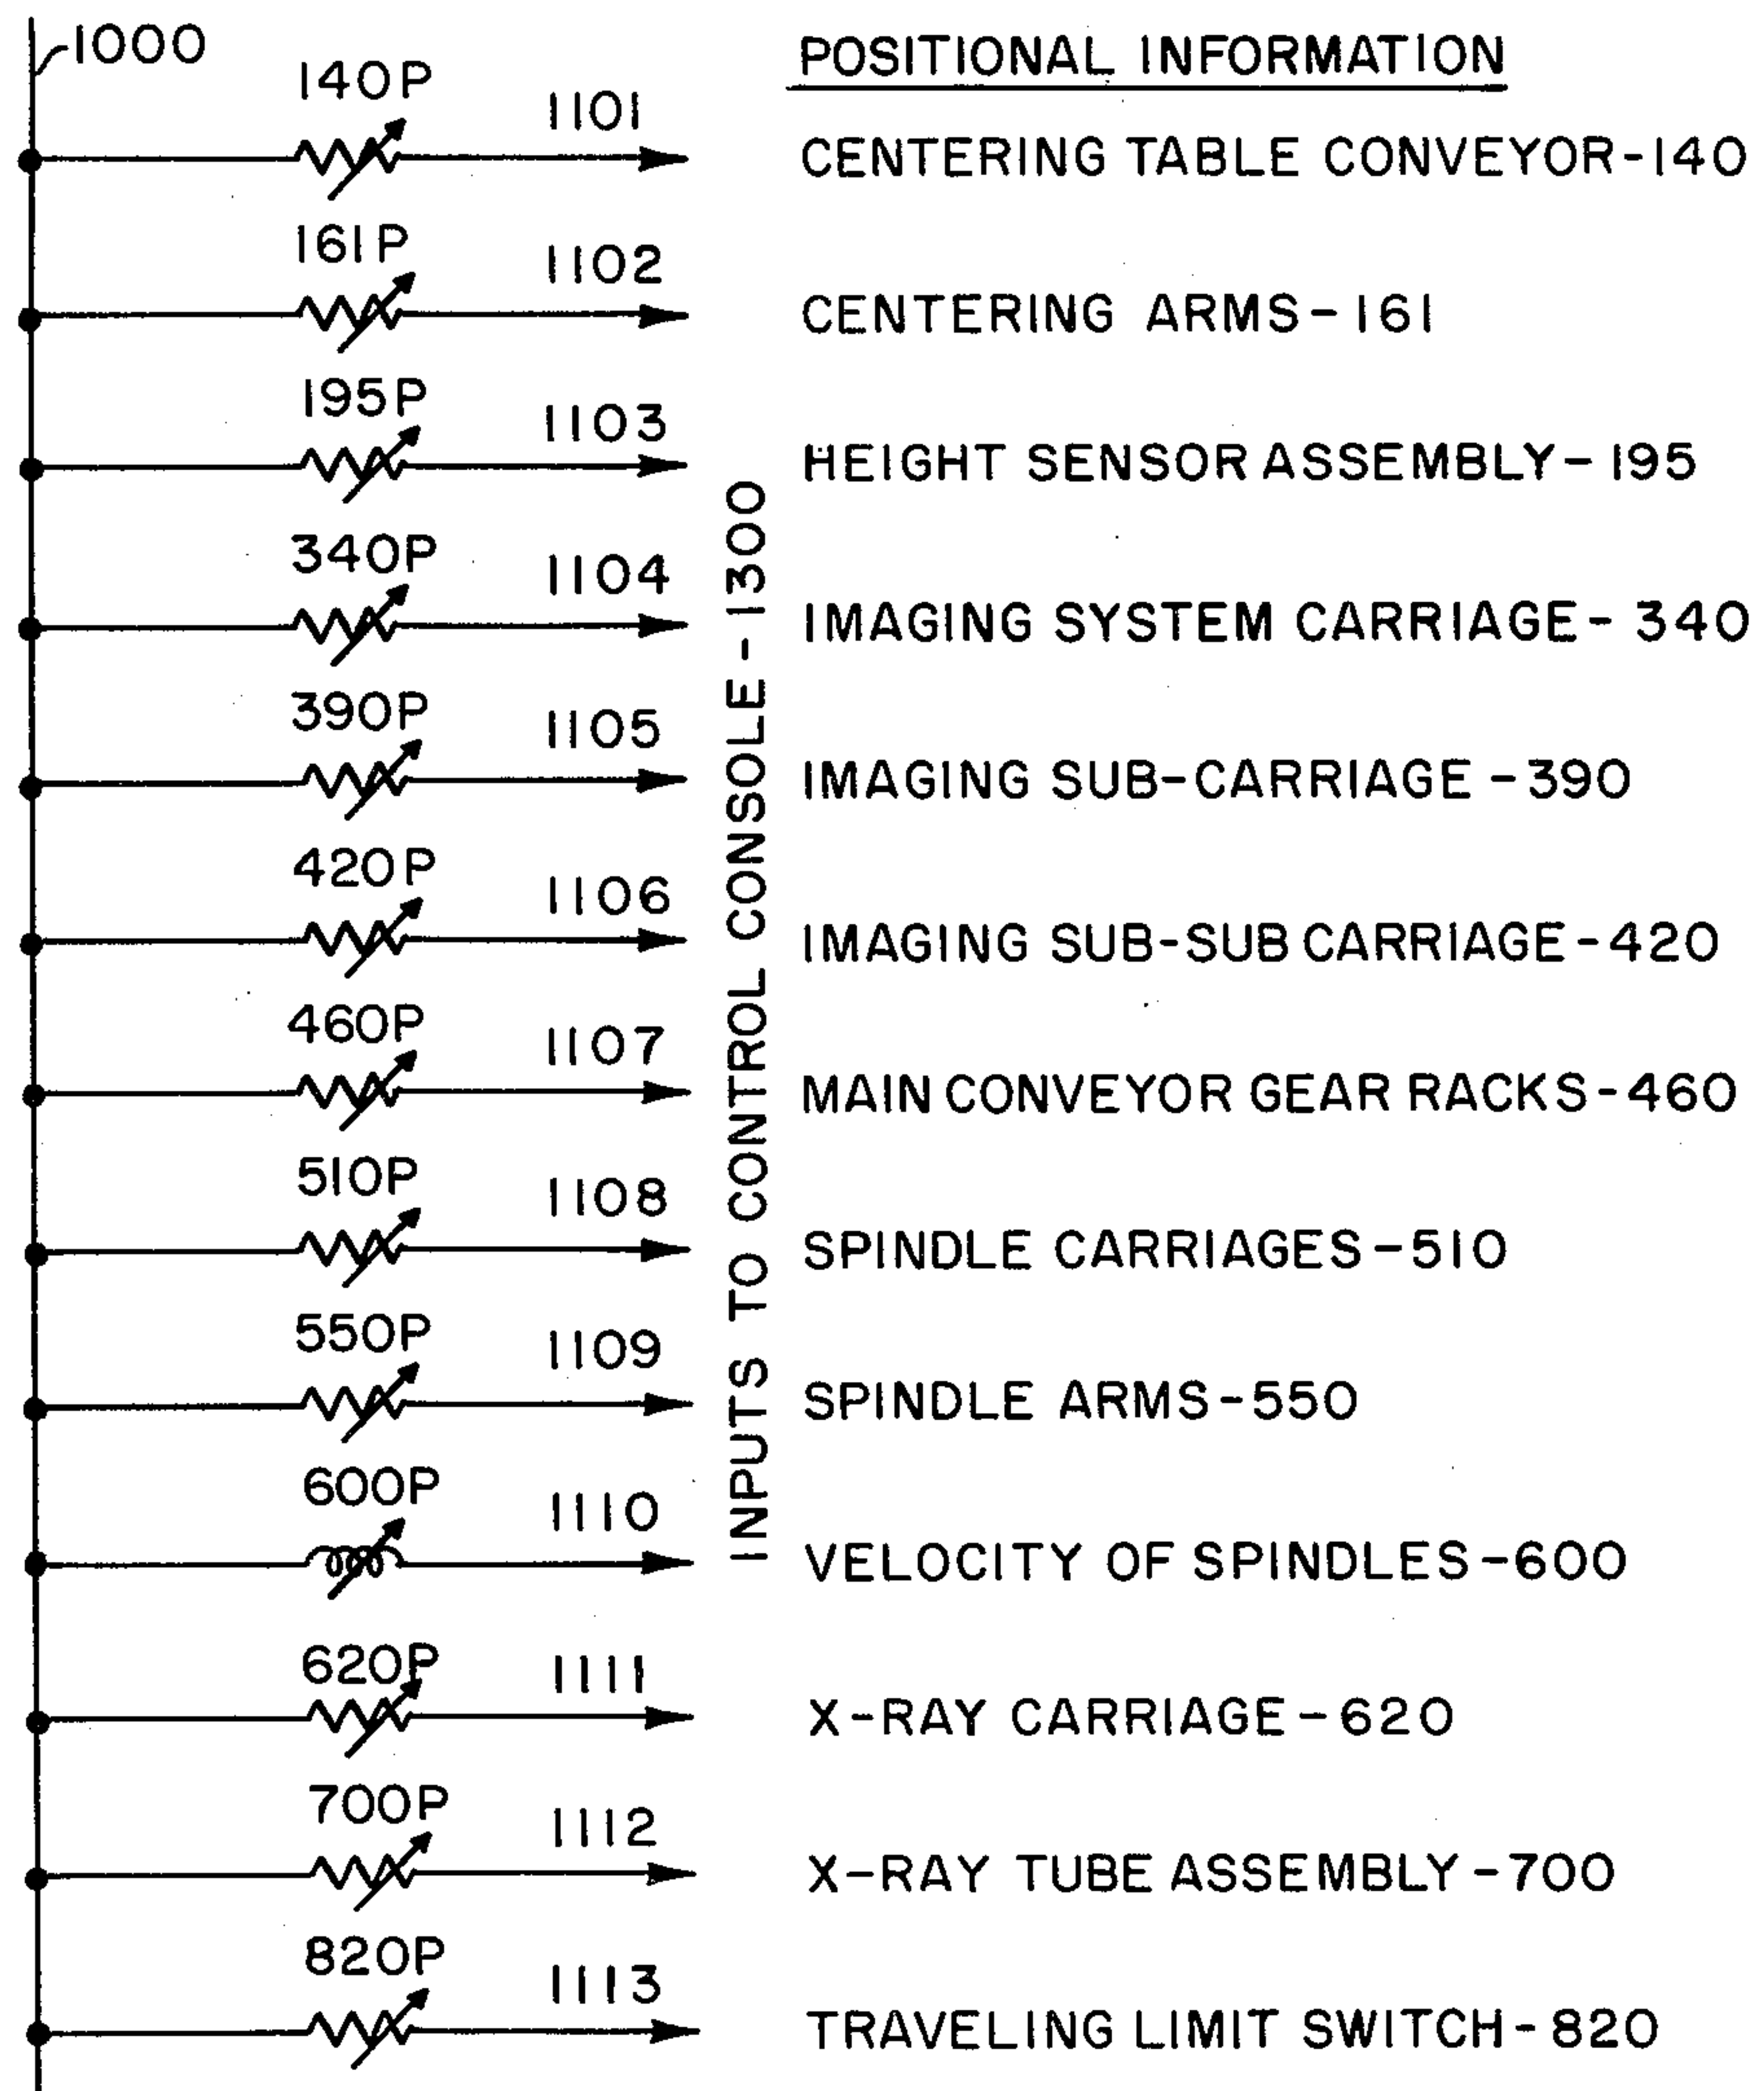 1000
POSITIONAL INFORMATION
140P
1101
CENTERING TABLE CONVEYOR-140
161P
1102
CENTERING ARMS-161
195P
1103
HEIGHT SENSOR ASSEMBLY-195
340P
1104
IMAGING SYSTEM CARRIAGE-340
390P
1105
IMAGING SUB-CARRIAGE-390
420P
1106
IMAGING SUB-SUB CARRIAGE-420
460P
1107
MAIN CONVEYOR GEAR RACKS-460
510P
1108
SPINDLE CARRIAGES-510
550P
1109
SPINDLE ARMS-550
600P
1110
VELOCITY OF SPINDLES-600
620P
1111
X-RAY CARRIAGE-620
700P
1112
X-RAY TUBE ASSEMBLY-700
820P
1113
TRAVELING LIMIT SWITCH-820
INPUTS TO CONTROL CONSOLE-1300